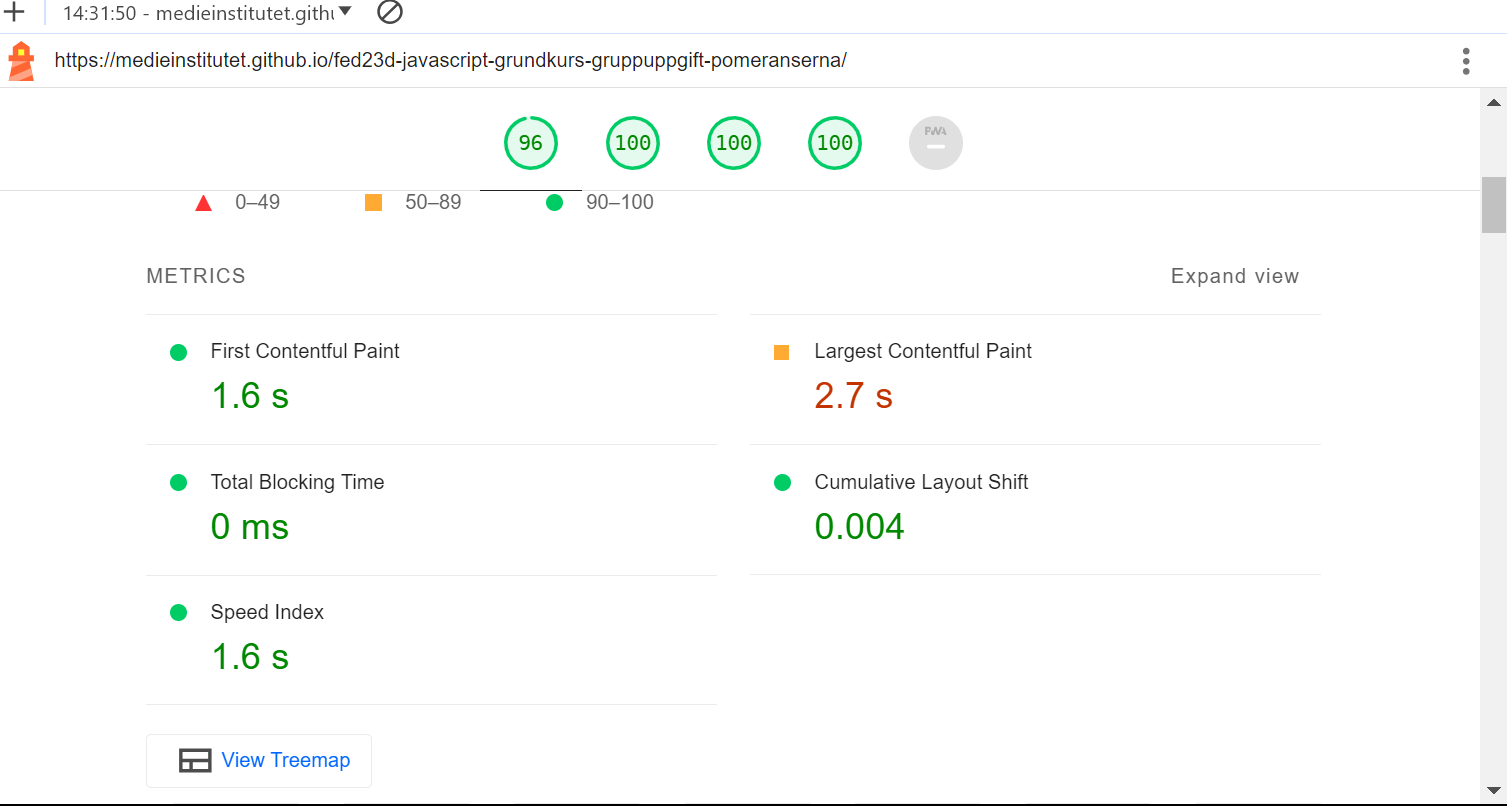 14:31:50 - medieinstitutet.githu
https://medieinstitutet.github.io/fed23d-javascript-grundkurs-gruppuppgift-pomeranserna/
96 100 100 100 PWA
0–49 50–89 90–100
METRICS Expand view
First Contentful Paint
1.6 s
Largest Contentful Paint
2.7 s
Total Blocking Time
0 ms
Cumulative Layout Shift
0.004
Speed Index
1.6 s
View Treemap